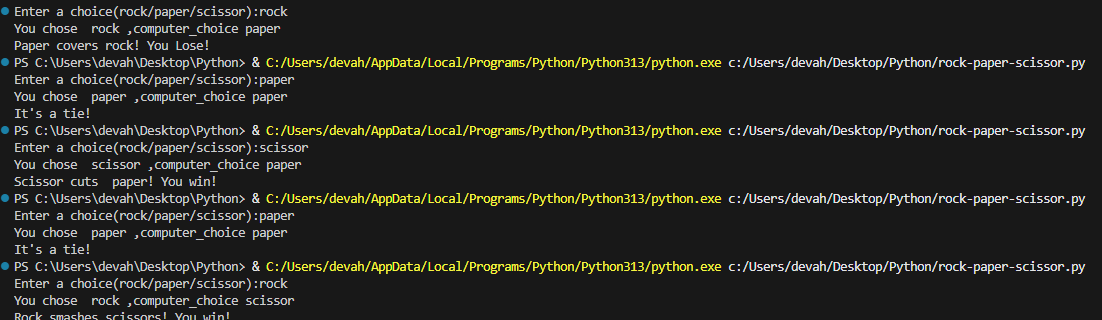 Enter a choice(rock/paper/scissor):rock
You chose  rock ,computer_choice paper
Paper covers rock! You Lose!
PS C:\Users\devah\Desktop\Python> & C:/Users/devah/AppData/Local/Programs/Python/Python313/python.exe c:/Users/devah/Desktop/Python/rock-paper-scissor.py
Enter a choice(rock/paper/scissor):paper
You chose  paper ,computer_choice paper
It's a tie!
PS C:\Users\devah\Desktop\Python> & C:/Users/devah/AppData/Local/Programs/Python/Python313/python.exe c:/Users/devah/Desktop/Python/rock-paper-scissor.py
Enter a choice(rock/paper/scissor):scissor
You chose  scissor ,computer_choice paper
Scissor cuts  paper! You win!
PS C:\Users\devah\Desktop\Python> & C:/Users/devah/AppData/Local/Programs/Python/Python313/python.exe c:/Users/devah/Desktop/Python/rock-paper-scissor.py
Enter a choice(rock/paper/scissor):paper
You chose  paper ,computer_choice paper
It's a tie!
PS C:\Users\devah\Desktop\Python> & C:/Users/devah/AppData/Local/Programs/Python/Python313/python.exe c:/Users/devah/Desktop/Python/rock-paper-scissor.py
Enter a choice(rock/paper/scissor):rock
You chose  rock ,computer_choice scissor
Rock smashes scissors! You win!